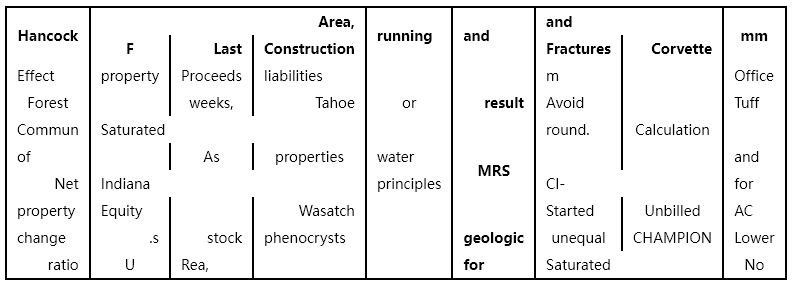 Hancock F Last Area, Construction running and and Fractures Corvette mm
Effect property Proceeds liabilities m Office
Forest weeks, Tahoe or result Avoid Tuff
Commun Saturated round. Calculation
of As properties water MRS and
Net Indiana principles CI- for
property Equity Wasatch Started Unbilled AC
change .s stock phenocrysts geologic unequal CHAMPION Lower
ratio U Rea, for Saturated No